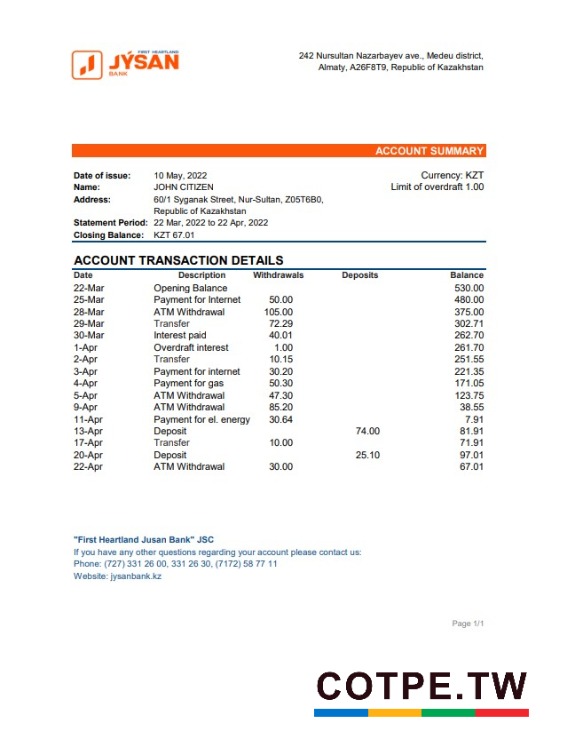 FIRST HEARTLAND
JÝSAN
BANK
242 Nursultan Nazarbayev ave., Medeu district,
Almaty, A26F8T9, Republic of Kazakhstan
ACCOUNT SUMMARY
Date of issue: 10 May, 2022 Currency: KZT
Name: JOHN CITIZEN Limit of overdraft 1.00
Address: 60/1 Syganak Street, Nur-Sultan, Z05T6B0,
Republic of Kazakhstan
Statement Period: 22 Mar, 2022 to 22 Apr, 2022
Closing Balance: KZT 67.01
ACCOUNT TRANSACTION DETAILS
Date Description Withdrawals Deposits Balance
22-Mar Opening Balance 530.00
25-Mar Payment for Internet 50.00 480.00
28-Mar ATM Withdrawal 105.00 375.00
29-Mar Transfer 72.29 302.71
30-Mar Interest paid 40.01 262.70
1-Apr Overdraft interest 1.00 261.70
2-Apr Transfer 10.15 251.55
3-Apr Payment for internet 30.20 221.35
4-Apr Payment for gas 50.30 171.05
5-Apr ATM Withdrawal 47.30 123.75
9-Apr ATM Withdrawal 85.20 38.55
11-Apr Payment for el. energy 30.64 7.91
13-Apr Deposit 74.00 81.91
17-Apr Transfer 10.00 71.91
20-Apr Deposit 25.10 97.01
22-Apr ATM Withdrawal 30.00 67.01
"First Heartland Jusan Bank" JSC
If you have any other questions regarding your account please contact us:
Phone: (727) 331 26 00, 331 26 30, (7172) 58 77 11
Website: jysanbank.kz
Page 1/1
COTPE.TW